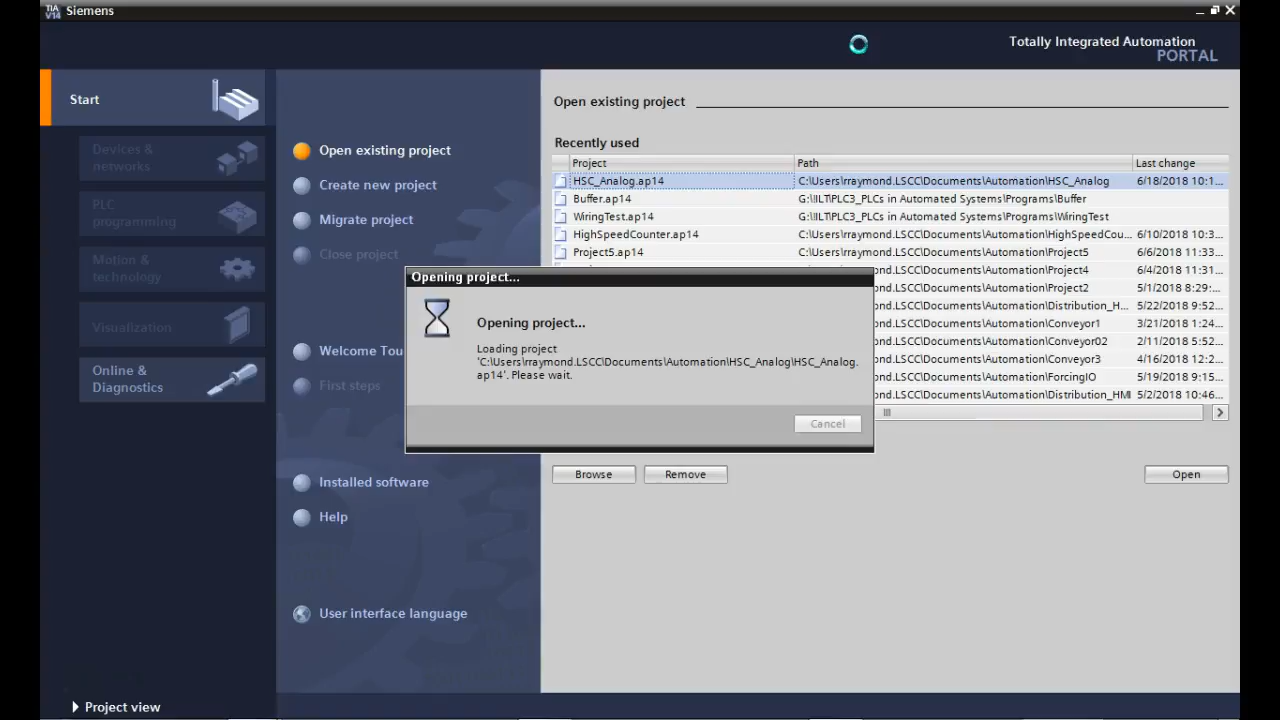 TIA
V14
Siemens
Totally Integrated Automation
PORTAL
Start
Devices &
networks
PLC
programming
Motion &
technology
Visualization
Online &
Diagnostics
Project view
Open existing project
Create new project
Migrate project
Close project
Welcome Tou
First steps
Installed software
Help
User interface language
Open existing project
Recently used
Project Path Last change
HSC_Analog.ap14 C:\Users\rraymond.LSCC\Documents\Automation\HSC_Analog 6/18/2018 10:1...
Buffer.ap14 G:\IILT\PLC3_PLCs in Automated Systems\Programs\Buffer
WiringTest.ap14 G:\IILT\PLC3_PLCs in Automated Systems\Programs\WiringTest
HighSpeedCounter.ap14 C:\Users\rraymond.LSCC\Documents\Automation\HighSpeedCou... 6/10/2018 10:3...
Project5.ap14 C:\Users\rraymond.LSCC\Documents\Automation\Project5 6/6/2018 11:33...
ymond.LSCC\Documents\Automation\Project4 6/4/2018 11:31...
ymond.LSCC\Documents\Automation\Project2 5/1/2018 8:29:...
ymond.LSCC\Documents\Automation\Distribution_H... 5/22/2018 9:52...
ymond.LSCC\Documents\Automation\Conveyor1 3/21/2018 1:24...
ymond.LSCC\Documents\Automation\Conveyor02 2/11/2018 5:52...
ymond.LSCC\Documents\Automation\Conveyor3 4/16/2018 12:2...
ymond.LSCC\Documents\Automation\ForcingIO 5/19/2018 9:15...
ymond.LSCC\Documents\Automation\Distribution_HMI 5/2/2018 10:46...
Browse Remove Open
Opening project...
Opening project...
Loading project
'C:\Users\rraymond.LSCC\Documents\Automation\HSC_Analog\HSC_Analog.
ap14'. Please wait.
Cancel